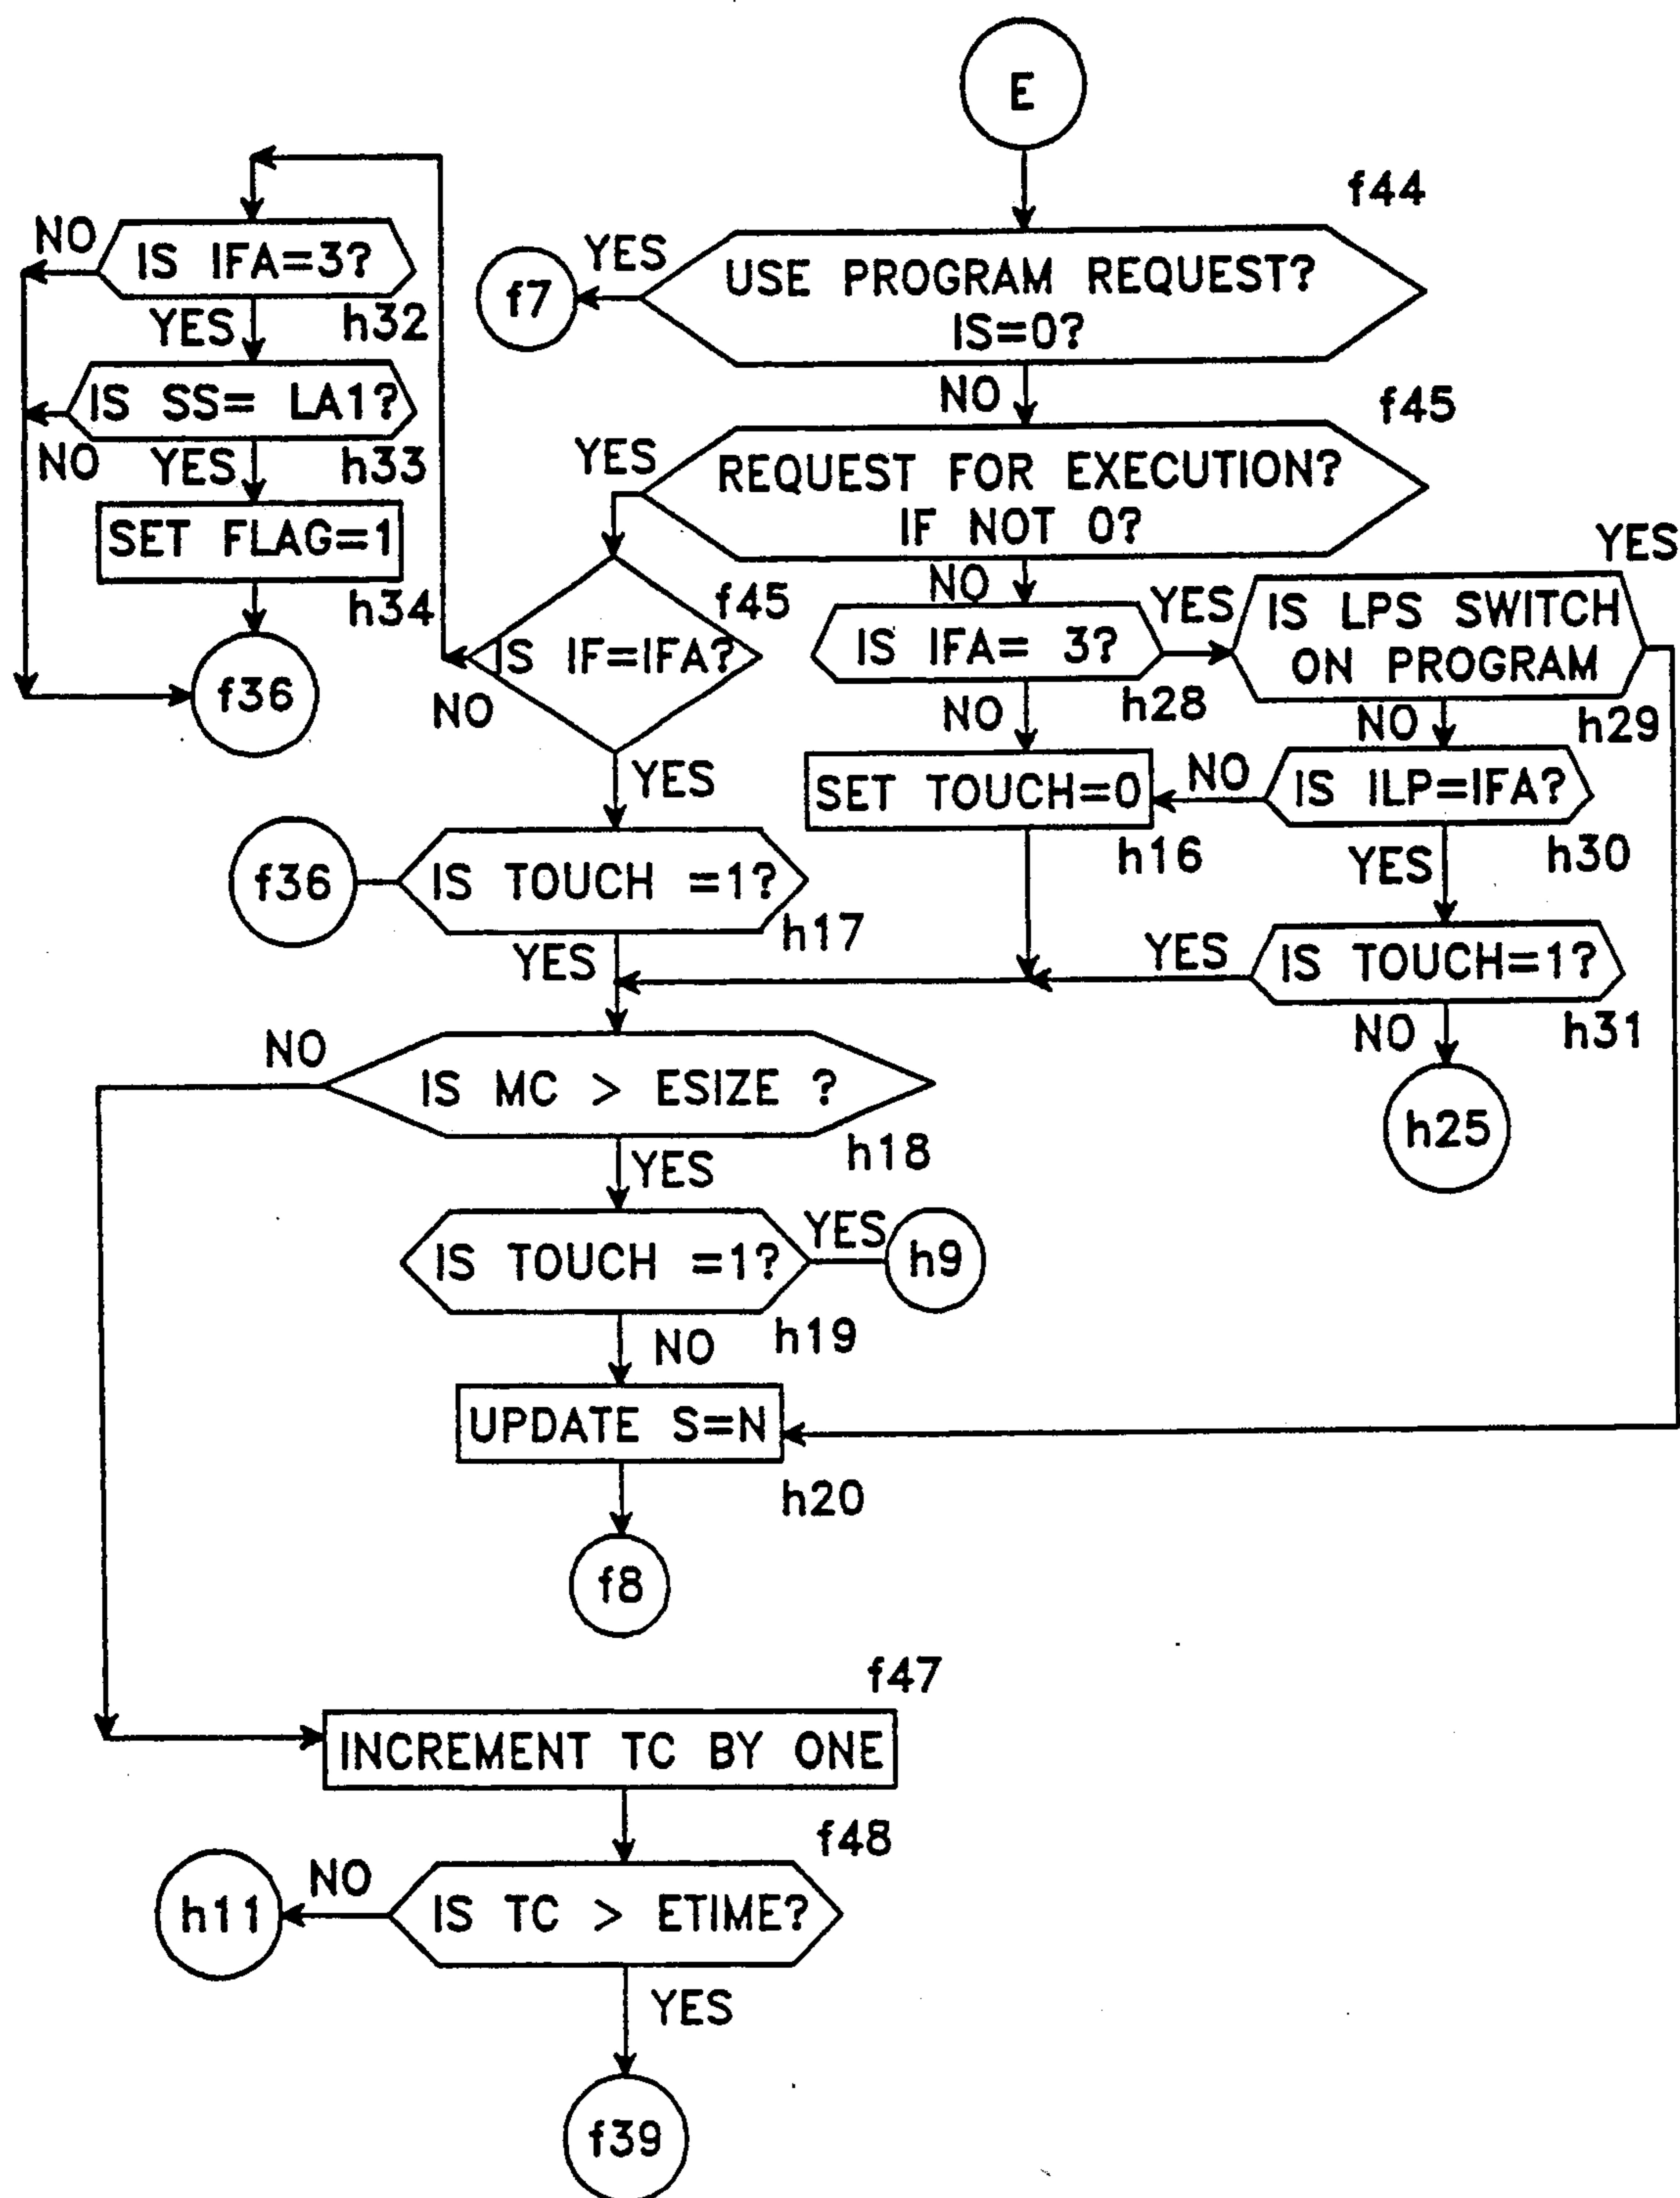 E
f44
NO
IS IFA=3?
YES
h32
f7
YES
USE PROGRAM REQUEST?
IS=0?
NO
f45
IS SS= LA1?
NO
YES
h33
YES
REQUEST FOR EXECUTION?
IF NOT 0?
SET FLAG=1
h34
f36
f45
IS IF=IFA?
NO
YES
NO
IS IFA= 3?
YES
h28
IS LPS SWITCH
ON PROGRAM
YES
h29
NO
NO
SET TOUCH=0
h16
NO
IS ILP=IFA?
h30
YES
f36
IS TOUCH =1?
h17
YES
YES
IS TOUCH=1?
h31
NO
h25
NO
IS MC > ESIZE ?
h18
YES
IS TOUCH =1?
YES
h9
h19
NO
UPDATE S=N
h20
f8
f47
INCREMENT TC BY ONE
f48
h11
NO
IS TC > ETIME?
YES
f39